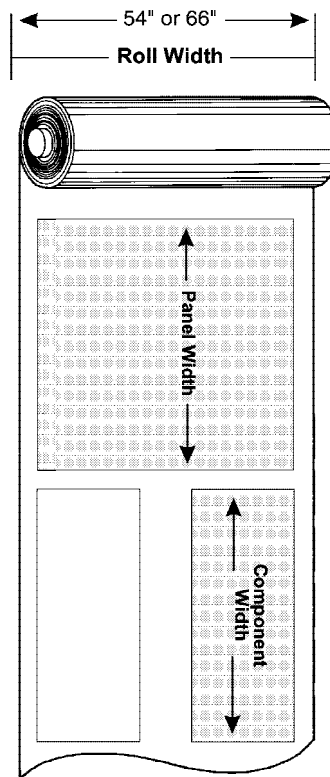 54" or 66"
Roll Width
Panel Width
Component
Width